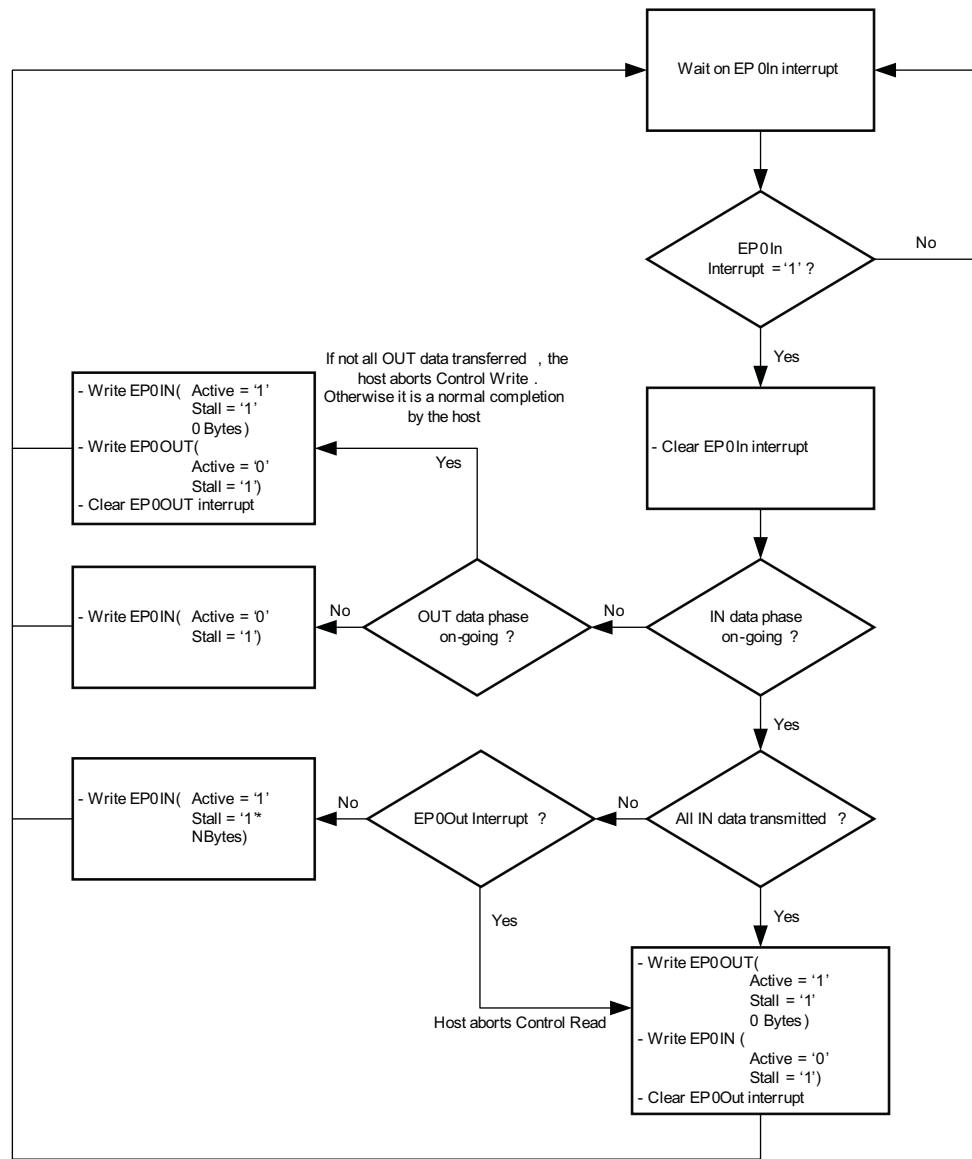 Wait on EP0In interrupt
EP0In
Interrupt = ‘1’ ?
No
Yes
If not all OUT data transferred , the
host aborts Control Write .
Otherwise it is a normal completion
by the host
- Write EP0IN( Active = ‘1’
Stall = ‘1’
0 Bytes)
- Write EP0OUT(
Active = ‘0’
Stall = ‘1’)
- Clear EP0OUT interrupt
Yes
- Clear EP0In interrupt
- Write EP0IN( Active = ‘0’
Stall = ‘1’)
No
OUT data phase
on-going ?
No
IN data phase
on-going ?
Yes
- Write EP0IN( Active = ‘1’
Stall = ‘1’*
NBytes)
No
EP0Out Interrupt ?
No
All IN data transmitted ?
Yes
Yes
Host aborts Control Read
- Write EP0OUT(
Active = ‘1’
Stall = ‘1’
0 Bytes)
- Write EP0IN (
Active = ‘0’
Stall = ‘1’)
- Clear EP0Out interrupt